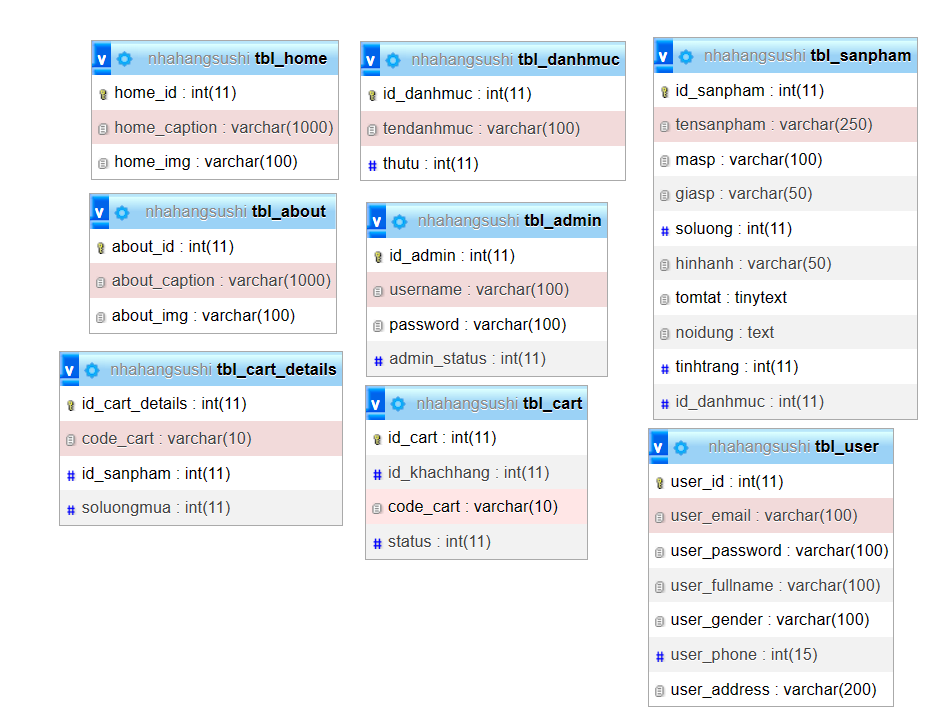 nhahangsushi tbl_home
home_id : int(11)
home_caption : varchar(1000)
home_img : varchar(100)
nhahangsushi tbl_danhmuc
id_danhmuc : int(11)
tendanhmuc : varchar(100)
# thutu : int(11)
nhahangsushi tbl_sanpham
id_sanpham : int(11)
tensanpham : varchar(250)
masp : varchar(100)
giasp : varchar(50)
# soluong : int(11)
hinhanh : varchar(50)
tomtat : tinytext
noidung : text
# tinhtrang : int(11)
# id_danhmuc : int(11)
nhahangsushi tbl_about
about_id : int(11)
about_caption : varchar(1000)
about_img : varchar(100)
nhahangsushi tbl_admin
id_admin : int(11)
username : varchar(100)
password : varchar(100)
# admin_status : int(11)
nhahangsushi tbl_cart_details
id_cart_details : int(11)
code_cart : varchar(10)
# id_sanpham : int(11)
# soluongmua : int(11)
nhahangsushi tbl_cart
id_cart : int(11)
# id_khachhang : int(11)
code_cart : varchar(10)
# status : int(11)
nhahangsushi tbl_user
user_id : int(11)
user_email : varchar(100)
user_password : varchar(100)
user_fullname : varchar(100)
user_gender : varchar(100)
# user_phone : int(15)
user_address : varchar(200)